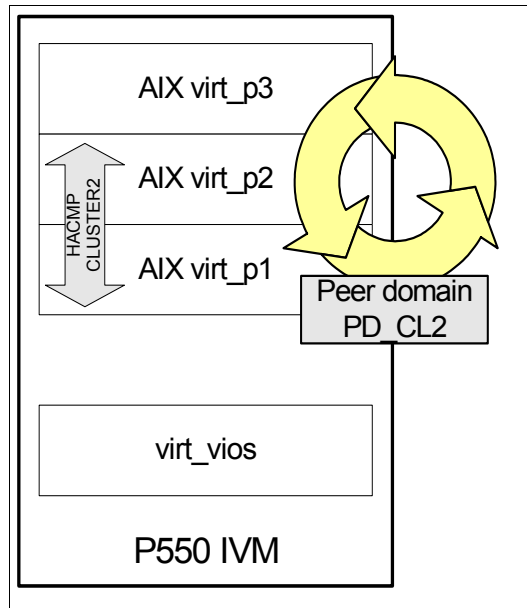 AIX virt_p3
AIX virt_p2
HACMP
CLUSTER2
AIX virt_p1
Peer domain
PD_CL2
virt_vios
P550 IVM